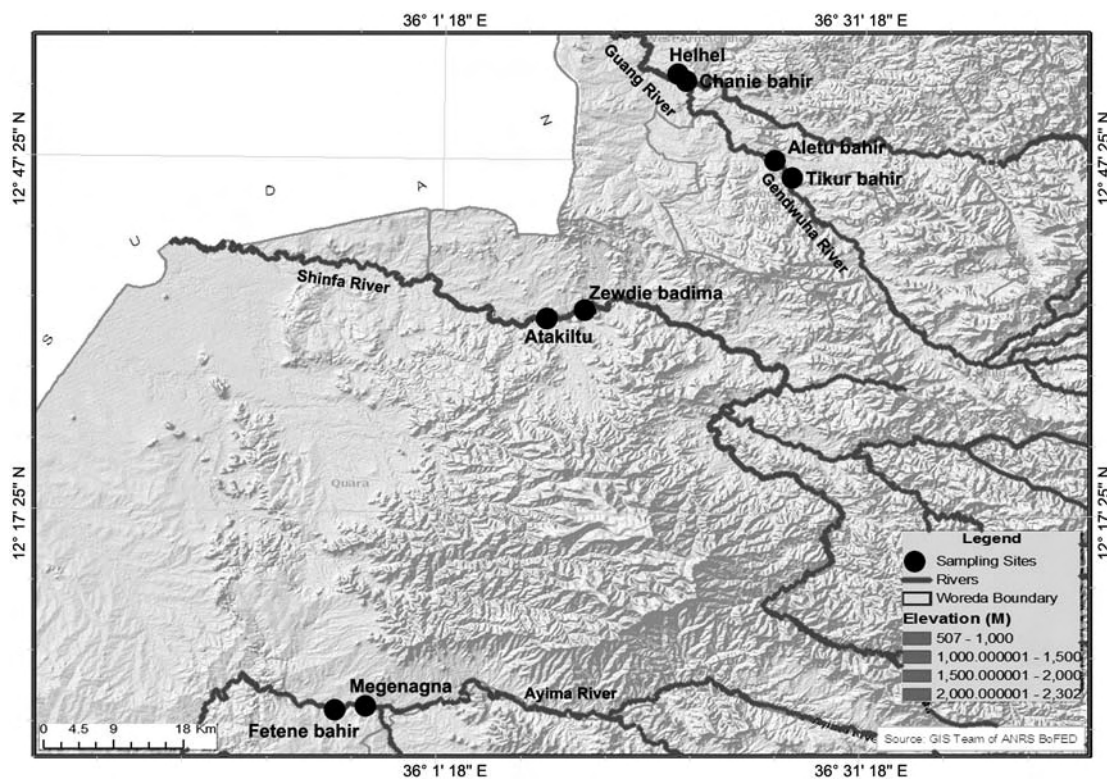 36° 1' 18" E
36° 31' 18" E
Helhel
Chanie bahir
Guang River
N
12° 47' 25" N
Aletu bahir
12° 47' 25" N
Tikur bahir
D
A
Gendwuha River
U
Shinfa River
Zewdie badima
S
Atakiltu
Quara
12° 17' 25" N
12° 17' 25" N
Legend
Sampling Sites
Rivers
Woreda Boundary
Elevation (M)
507 - 1,000
1,000.000001 - 1,500
1,500.000001 - 2,000
2,000.000001 - 2,302
Megenagna
Ayima River
Fetene bahir
0 4.5 9 18 Km
Source: GIS Team of ANRS BoFED
36° 1' 18" E
36° 31' 18" E